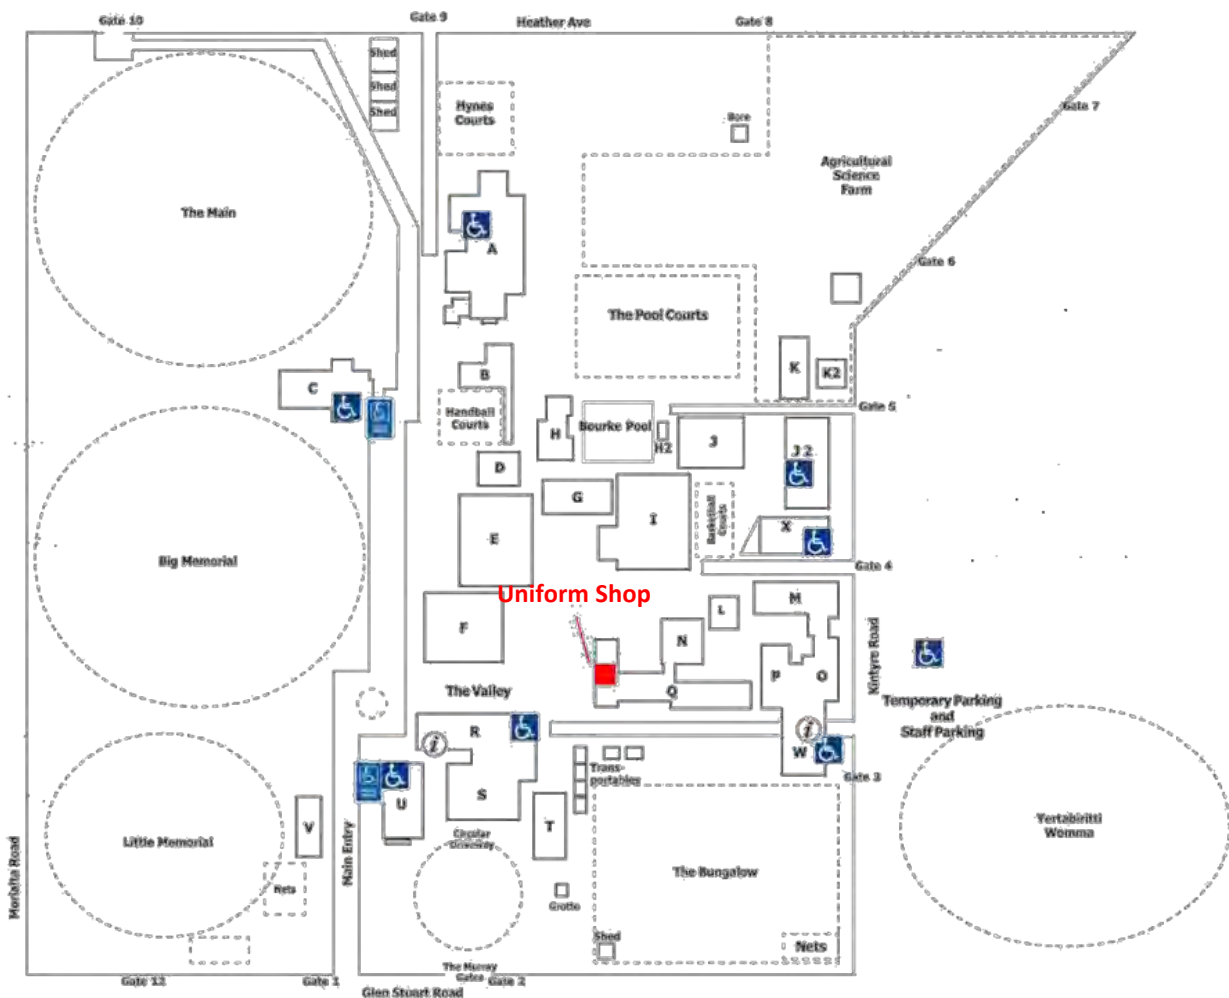 Gate 10
Gate 9
Heather Ave
Gate 8
Shed
Shed
Shed
Hynes
Courts
Gate 7
Bore
Agricultural
Science
Farm
The Main
A
Gate 6
The Pool Courts
K
K2
B
C
Gate 5
Handball
Courts
H
Bourke Pool
H2
J
J 2
D
G
I
Basketball
Courts
X
E
Gate 4
Big Memorial
Uniform Shop
M
L
F
N
Kintyre Road
P
O
The Valley
Q
Temporary Parking
and
Staff Parking
R
i
i
W
Trans-
portables
Gate 3
U
S
T
V
Little Memorial
Main Entry
Circular
Yertabiritti
Womma
The Bungalow
Nets
Grotto
Morialta Road
Shed
Nets
Gate 12
Gate 1
The Murray
Gates
Gate 2
Glen Stuart Road